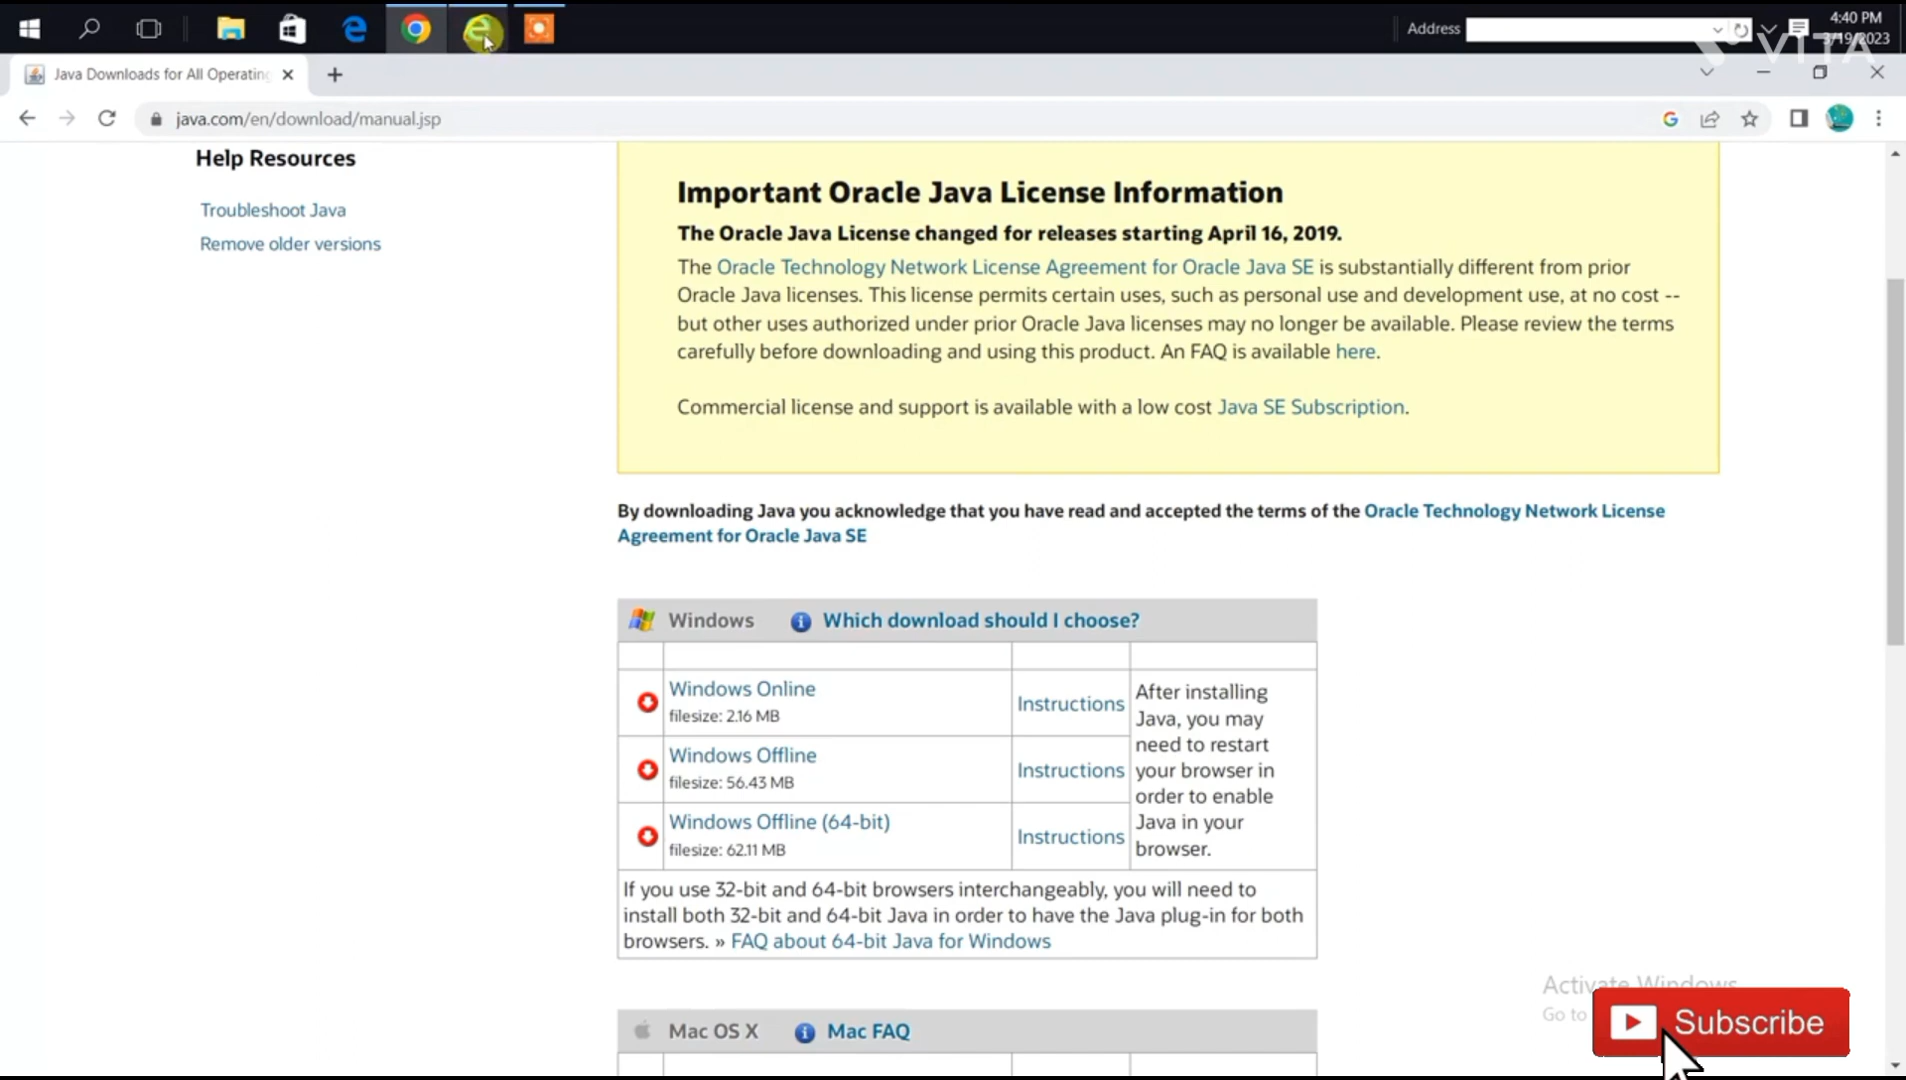 Address
4:40 PM
3/19/2023
VITA
Java Downloads for All Operating
java.com/en/download/manual.jsp
Help Resources
Troubleshoot Java
Remove older versions
Important Oracle Java License Information
The Oracle Java License changed for releases starting April 16, 2019.
The Oracle Technology Network License Agreement for Oracle Java SE is substantially different from prior
Oracle Java licenses. This license permits certain uses, such as personal use and development use, at no cost --
but other uses authorized under prior Oracle Java licenses may no longer be available. Please review the terms
carefully before downloading and using this product. An FAQ is available here.
Commercial license and support is available with a low cost Java SE Subscription.
By downloading Java you acknowledge that you have read and accepted the terms of the Oracle Technology Network License
Agreement for Oracle Java SE
Windows Which download should I choose?
Windows Online
filesize: 2.16 MB
Instructions
Windows Offline
filesize: 56.43 MB
Instructions
Windows Offline (64-bit)
filesize: 62.11 MB
Instructions
After installing
Java, you may
need to restart
your browser in
order to enable
Java in your
browser.
If you use 32-bit and 64-bit browsers interchangeably, you will need to
install both 32-bit and 64-bit Java in order to have the Java plug-in for both
browsers. » FAQ about 64-bit Java for Windows
Mac OS X Mac FAQ
Activate Windows
Go to
Subscribe